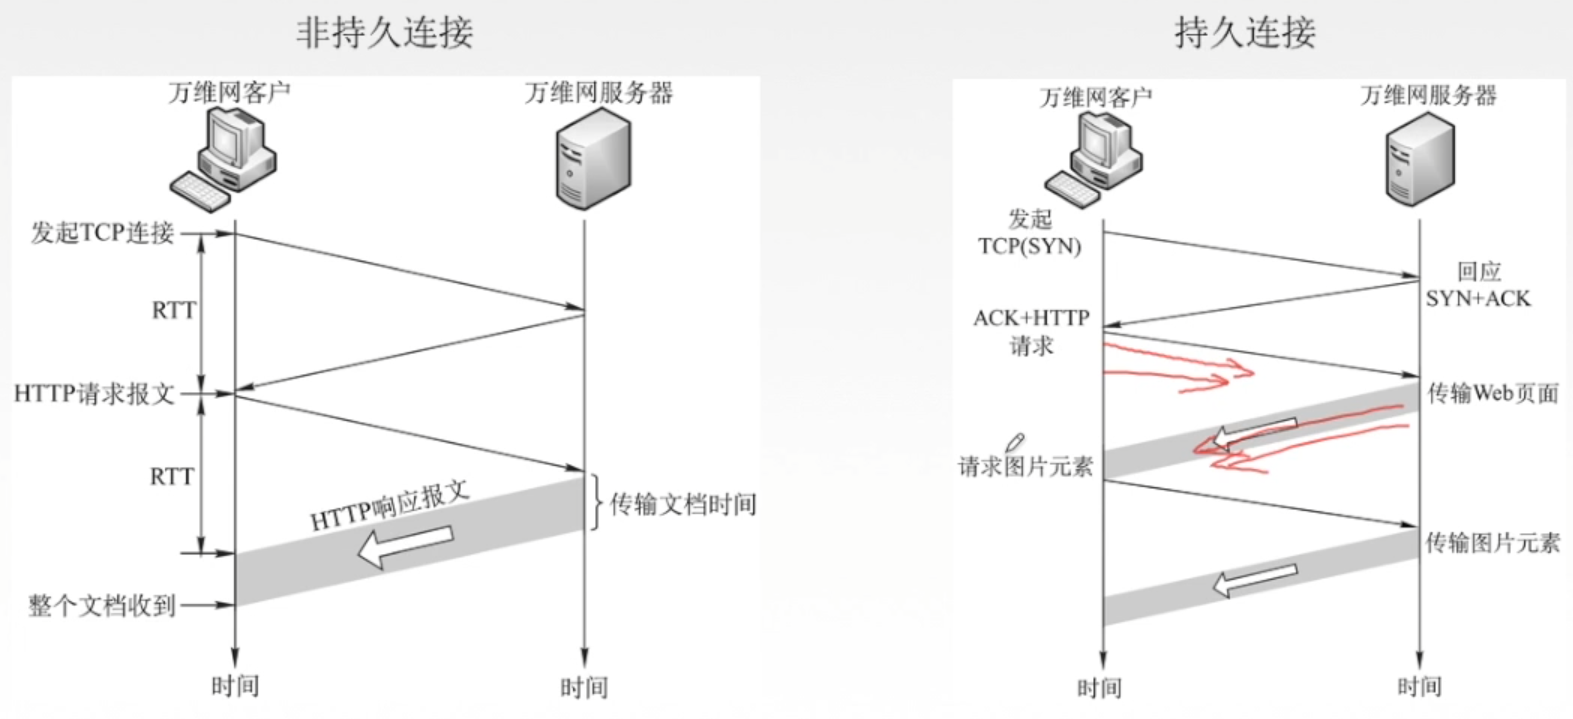 非持久连接
万维网客户
万维网服务器
发起TCP连接
RTT
HTTP请求报文
RTT
HTTP响应报文
传输文档时间
整个文档收到
时间
时间
持久连接
万维网客户
万维网服务器
发起
TCP(SYN)
回应
SYN+ACK
ACK+HTTP
请求
传输Web页面
请求图片元素
传输图片元素
时间
时间